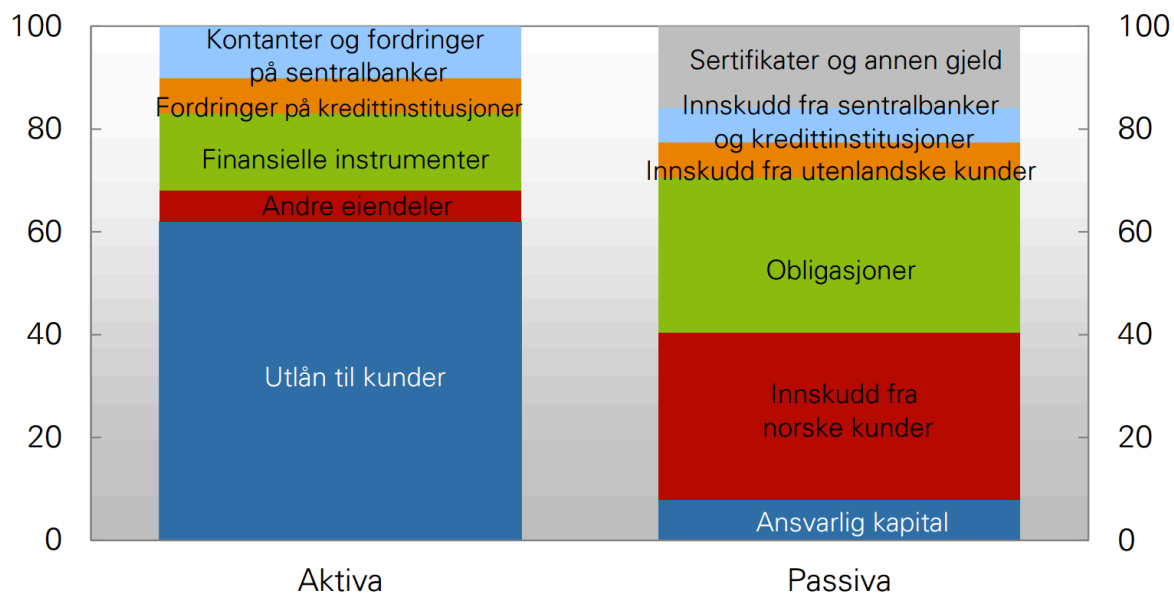 100
80
60
40
20
0
Kontanter og fordringer
på sentralbanker
Fordringer på kredittinstitusjoner
Finansielle instrumenter
Andre eiendeler
Utlån til kunder
Sertifikater og annen gjeld
Innskudd fra sentralbanker
og kredittinstitusjoner
Innskudd fra utenlandske kunder
Obligasjoner
Innskudd fra
norske kunder
Ansvarlig kapital
100
80
60
40
20
0
Aktiva
Passiva